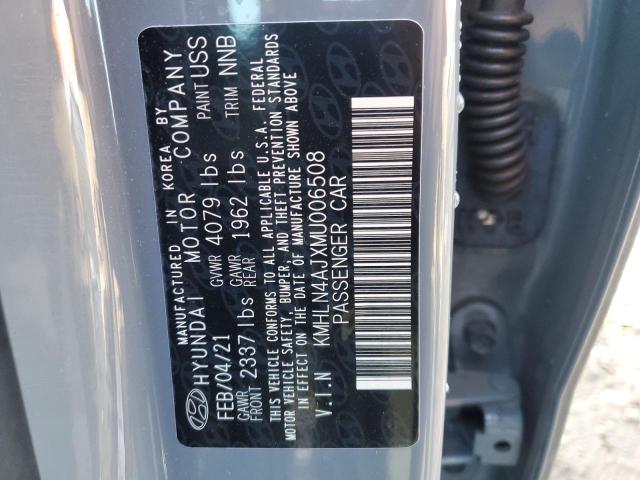 MANUFACTURED IN KOREA BY
HYUNDAI MOTOR COMPANY
FEB/04/21 GVWR 4079 lbs PAINT USS
GAWR FRONT 2337 lbs GAWR REAR 1962 lbs TRIM NNB
THIS VEHICLE CONFORMS TO ALL APPLICABLE U.S.A. FEDERAL
MOTOR VEHICLE SAFETY, BUMPER, AND THEFT PREVENTION STANDARDS
IN EFFECT ON THE DATE OF MANUFACTURE SHOWN ABOVE
V.I.N KMHLN4AJXMU006508
PASSENGER CAR